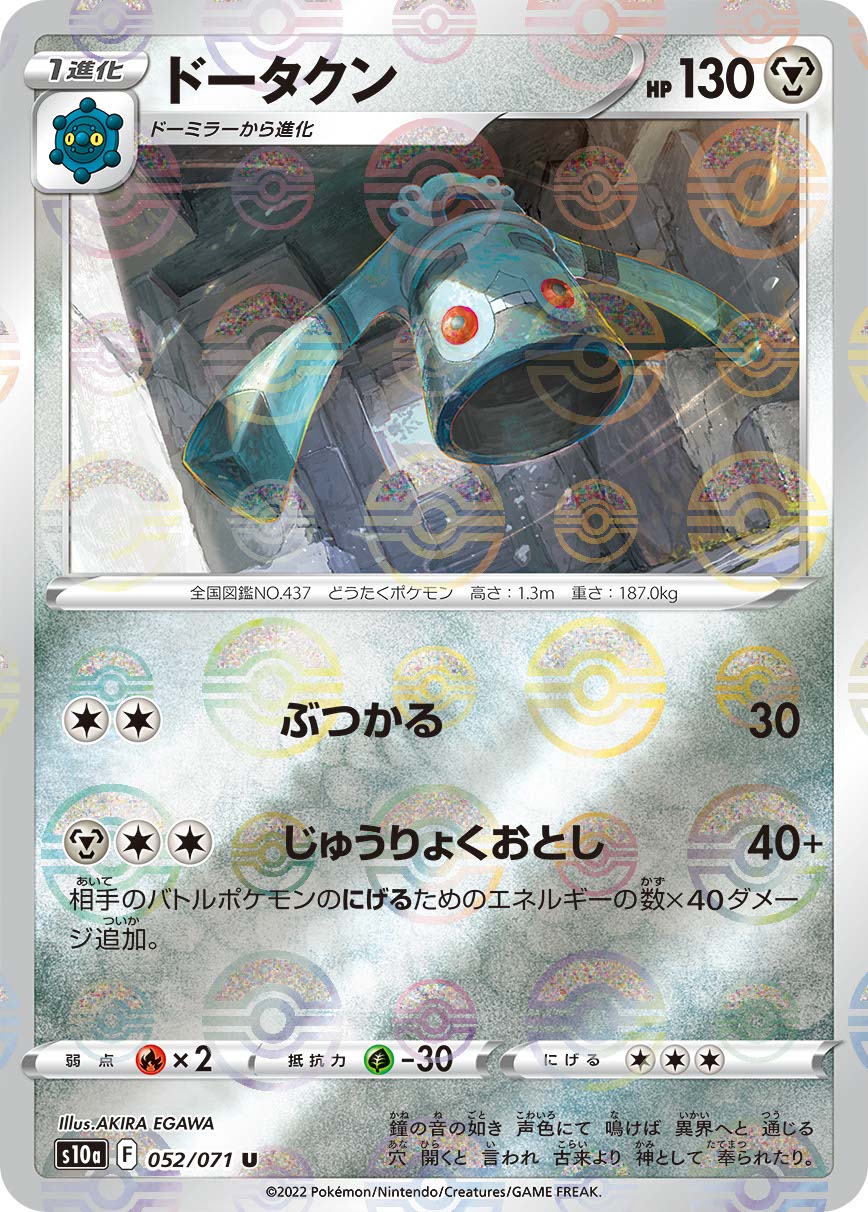 1進化
ドータクン
HP 130
ドーミラーから進化
全国図鑑NO.437 どうたくポケモン 高さ:1.3m 重さ:187.0kg
ぶつかる 30
じゅうりょくおとし 40+
相手のバトルポケモンのにげるためのエネルギーの数×40ダメー
ジ追加。
弱点 ×2 抵抗力 -30 にげる
Illus.AKIRA EGAWA
s10a F 052/071 U
鐘の音の如き 声色にて 鳴けば 異界へと 通じる
穴 開くと 言われ 古来より 神として 奉られたり。
©2022 Pokémon/Nintendo/Creatures/GAME FREAK.